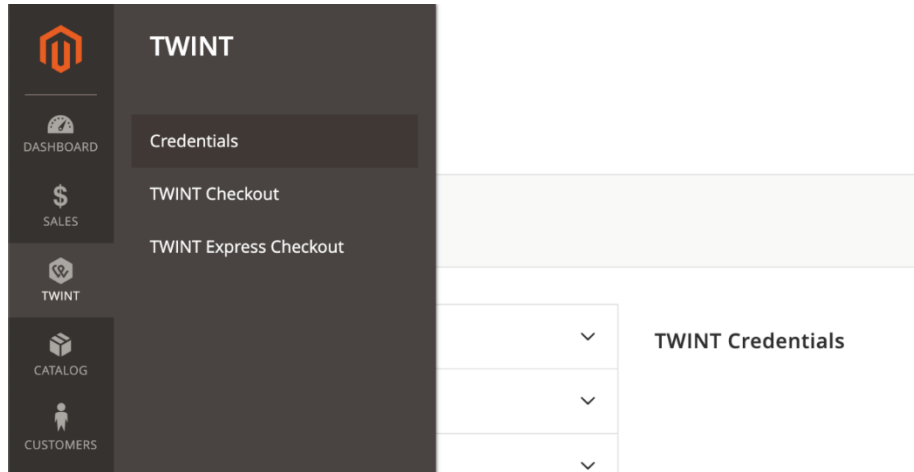 TWINT
Credentials
TWINT Checkout
TWINT Express Checkout
DASHBOARD
SALES
TWINT
CATALOG
CUSTOMERS
TWINT Credentials